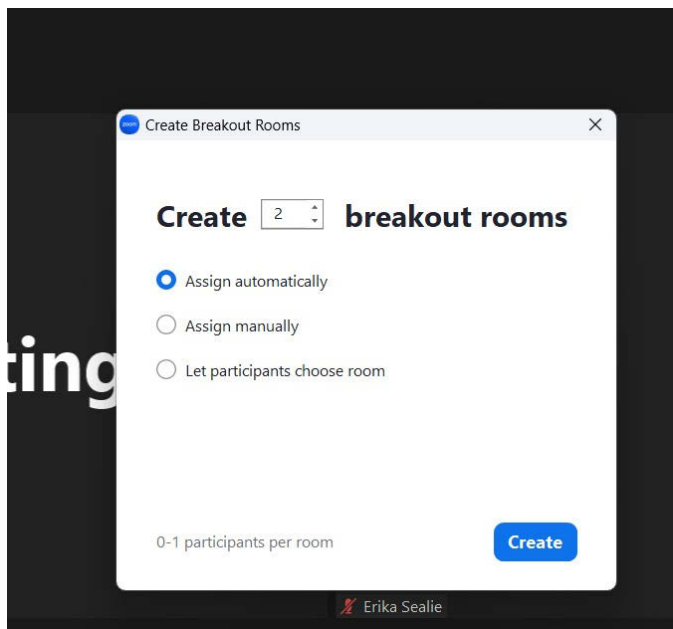 zoom Create Breakout Rooms
Create 2 breakout rooms
Assign automatically
Assign manually
ting
Let participants choose room
0-1 participants per room
Create
Erika Sealie